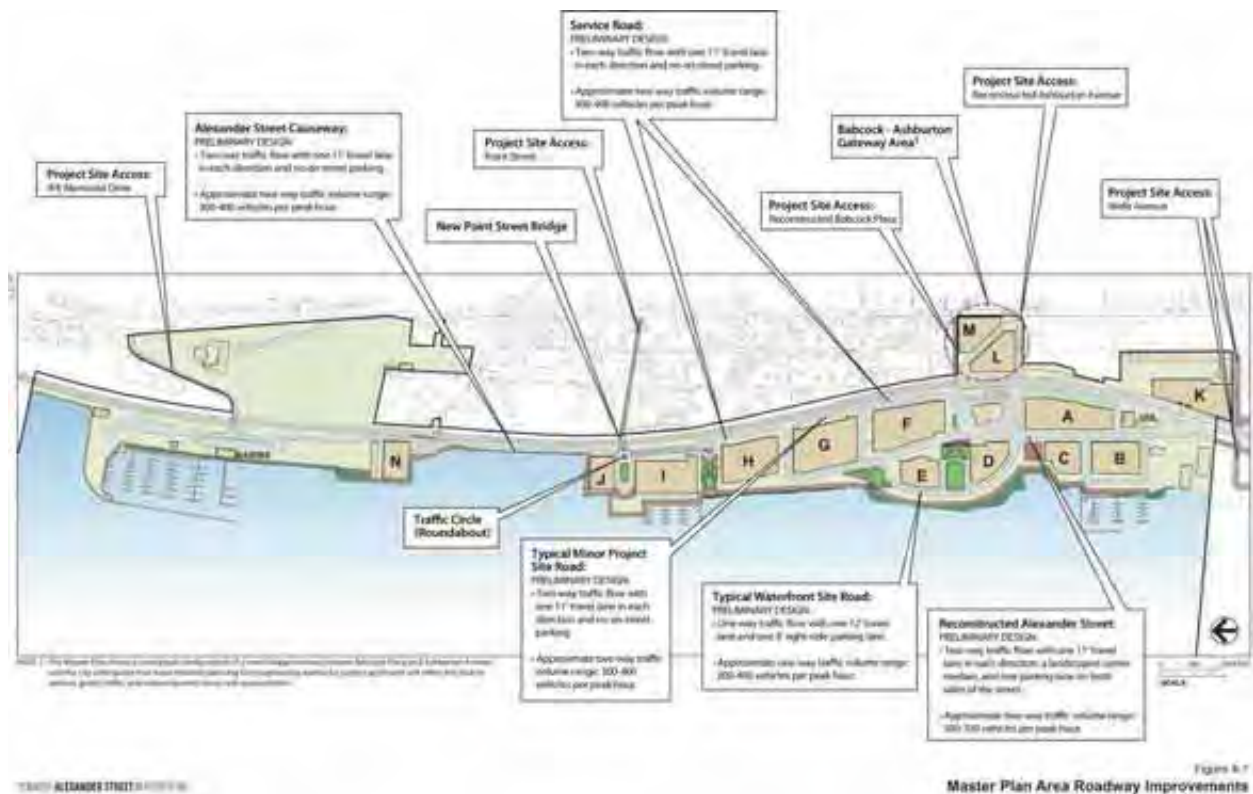 Service Road:
PRELIMINARY DESIGN:
• Two-way traffic flow with one 11' travel lane
in each direction and no on-street parking.
• Approximate two-way traffic volume range:
300-400 vehicles per peak hour.
Project Site Access:
Reconstructed Ashburton Avenue
Alexander Street Causeway:
PRELIMINARY DESIGN:
• Two-way traffic flow with one 11' travel lane
in each direction and no on-street parking.
• Approximate two-way traffic volume range:
300-400 vehicles per peak hour.
Babcock - Ashburton
Gateway Area¹
Project Site Access:
Point Street
Project Site Access:
JFK Memorial Drive
Project Site Access:
Wells Avenue
Project Site Access:
Reconstructed Babcock Place
New Point Street Bridge
M
L
K
A
F
G
H
I
J
N
E
D
C
B
Traffic Circle
(Roundabout)
Typical Minor Project
Site Road:
PRELIMINARY DESIGN:
• Two-way traffic flow with
one 11' travel lane in each
direction and no on-street
parking.
• Approximate two-way traffic
volume range: 300-400
vehicles per peak hour.
Typical Waterfront Site Road:
PRELIMINARY DESIGN:
• One-way traffic flow with one 12' travel
lane and one 8' right-side parking lane.
• Approximate two-way traffic volume range:
200-400 vehicles per peak hour.
Reconstructed Alexander Street:
PRELIMINARY DESIGN:
• Two-way traffic flow with one 11' travel
lane in each direction, a landscaped center
median, and one parking lane on both
sides of the street.
• Approximate two-way traffic volume range:
vehicles per peak hour.
SCALE
ALEXANDER STREET
Master Plan Area Roadway Improvements